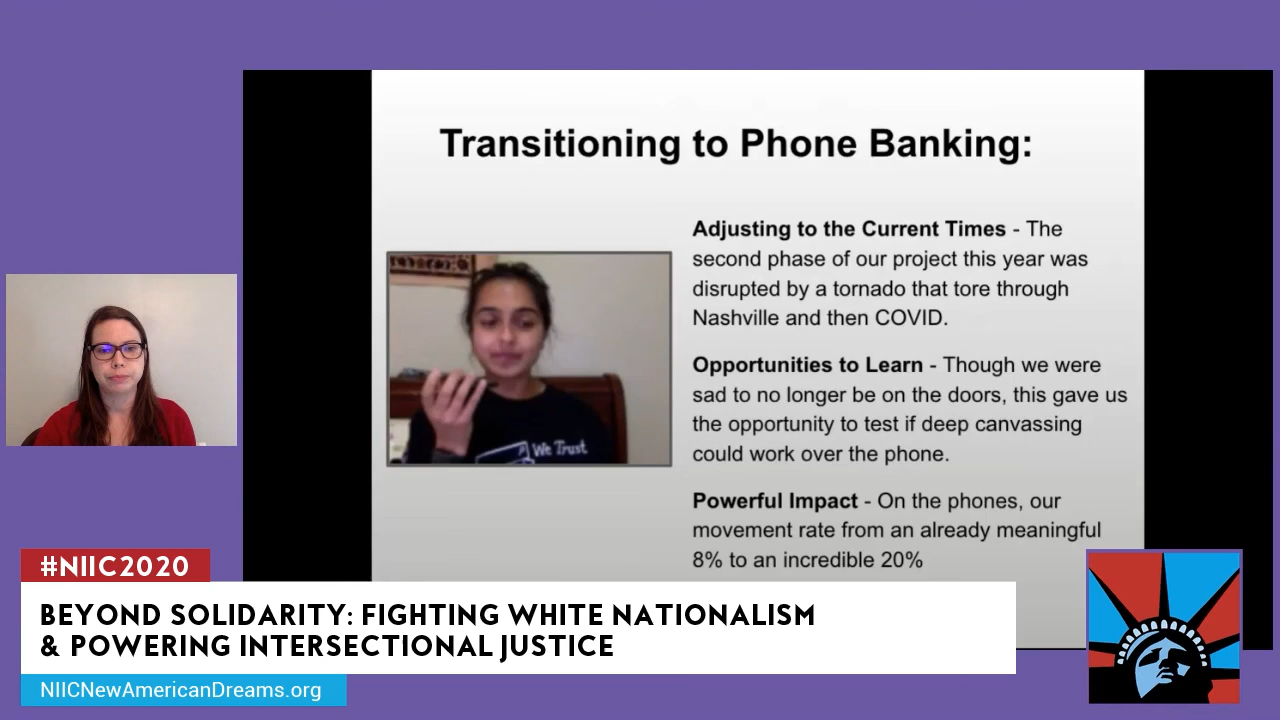 Transitioning to Phone Banking:
Adjusting to the Current Times - The
second phase of our project this year was
disrupted by a tornado that tore through
Nashville and then COVID.
Opportunities to Learn - Though we were
sad to no longer be on the doors, this gave us
the opportunity to test if deep canvassing
could work over the phone.
Powerful Impact - On the phones, our
movement rate from an already meaningful
8% to an incredible 20%
We Trust
#NIIC2020
BEYOND SOLIDARITY: FIGHTING WHITE NATIONALISM
& POWERING INTERSECTIONAL JUSTICE
NIICNewAmericanDreams.org